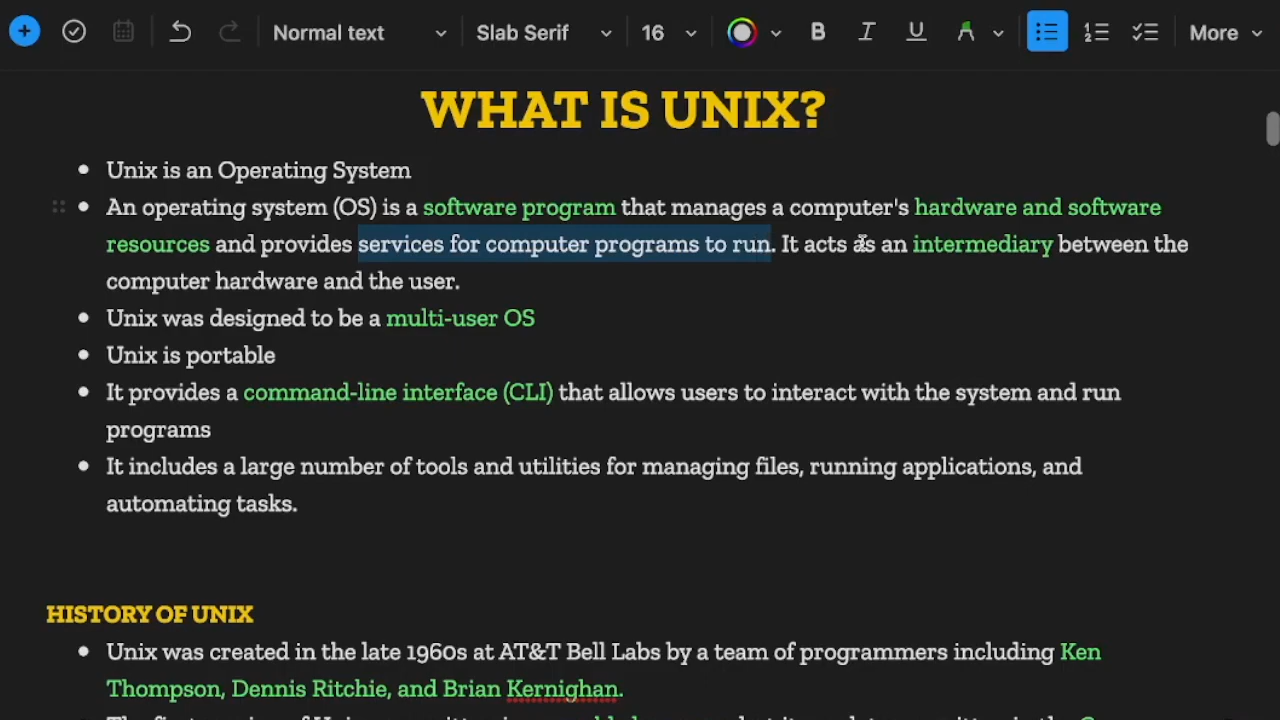 Normal text Slab Serif 16 B I U A More
WHAT IS UNIX?
Unix is an Operating System
An operating system (OS) is a software program that manages a computer's hardware and software
resources and provides services for computer programs to run. It acts as an intermediary between the
computer hardware and the user.
Unix was designed to be a multi-user OS
Unix is portable
It provides a command-line interface (CLI) that allows users to interact with the system and run
programs
It includes a large number of tools and utilities for managing files, running applications, and
automating tasks.
HISTORY OF UNIX
Unix was created in the late 1960s at AT&T Bell Labs by a team of programmers including Ken
Thompson, Dennis Ritchie, and Brian Kernighan.